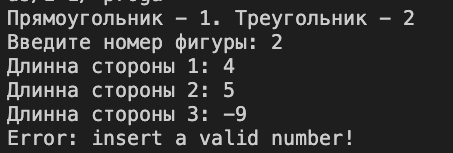 Прямоугольник - 1. Треугольник - 2
Введите номер фигуры: 2
Длинна стороны 1: 4
Длинна стороны 2: 5
Длинна стороны 3: -9
Error: insert a valid number!